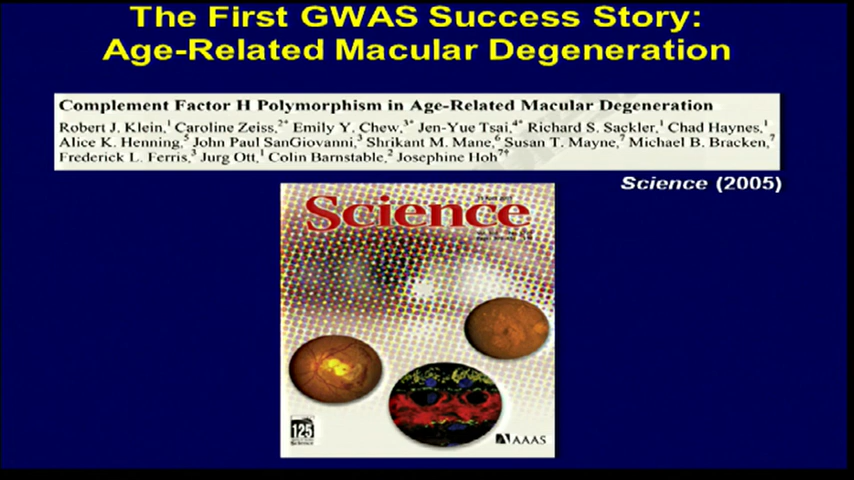 The First GWAS Success Story:
Age-Related Macular Degeneration
Complement Factor H Polymorphism in Age-Related Macular Degeneration
Robert J. Klein,¹ Caroline Zeiss,²* Emily Y. Chew,³* Jen-Yue Tsai,⁴* Richard S. Sackler,¹ Chad Haynes,¹
Alice K. Henning,⁵ John Paul SanGiovanni,³ Shrikant M. Mane,⁶ Susan T. Mayne,⁷ Michael B. Bracken,⁷
Frederick L. Ferris,³ Jurg Ott,¹ Colin Barnstable,² Josephine Hoh⁷†
Science (2005)
Science
125
AAAS